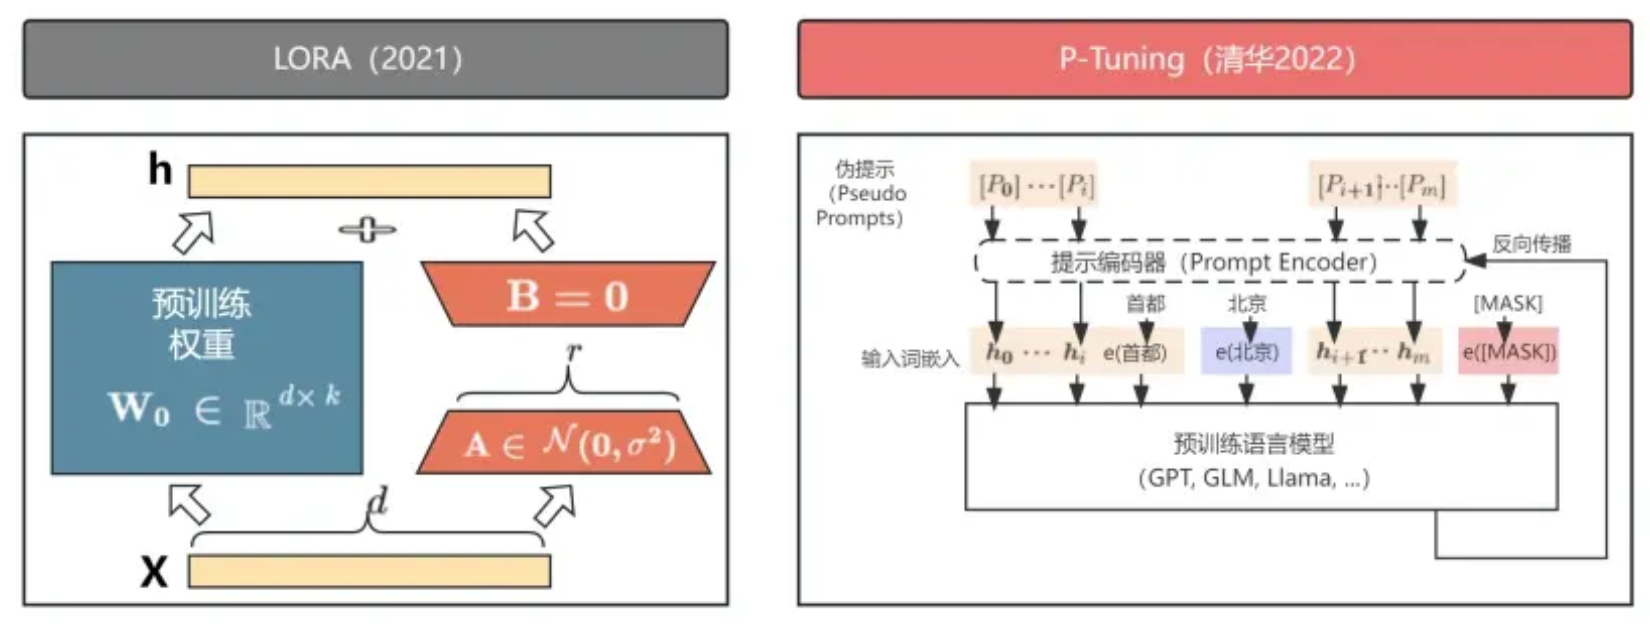 LORA（2021）
h
预训练
权重
W₀ ∈ ℝ^{d× k}
B = 0
r
A ∈ 𝒩(0, σ²)
d
X
P-Tuning（清华2022）
伪提示
（Pseudo
Prompts）
[P₀] ··· [Pᵢ]
[Pᵢ₊₁]··[Pₘ]
反向传播
提示编码器（Prompt Encoder）
首都
北京
[MASK]
输入词嵌入
h₀ ··· hᵢ
e(首都)
e(北京)
hᵢ₊₁ ·· hₘ
e([MASK])
预训练语言模型
（GPT, GLM, Llama, ...）